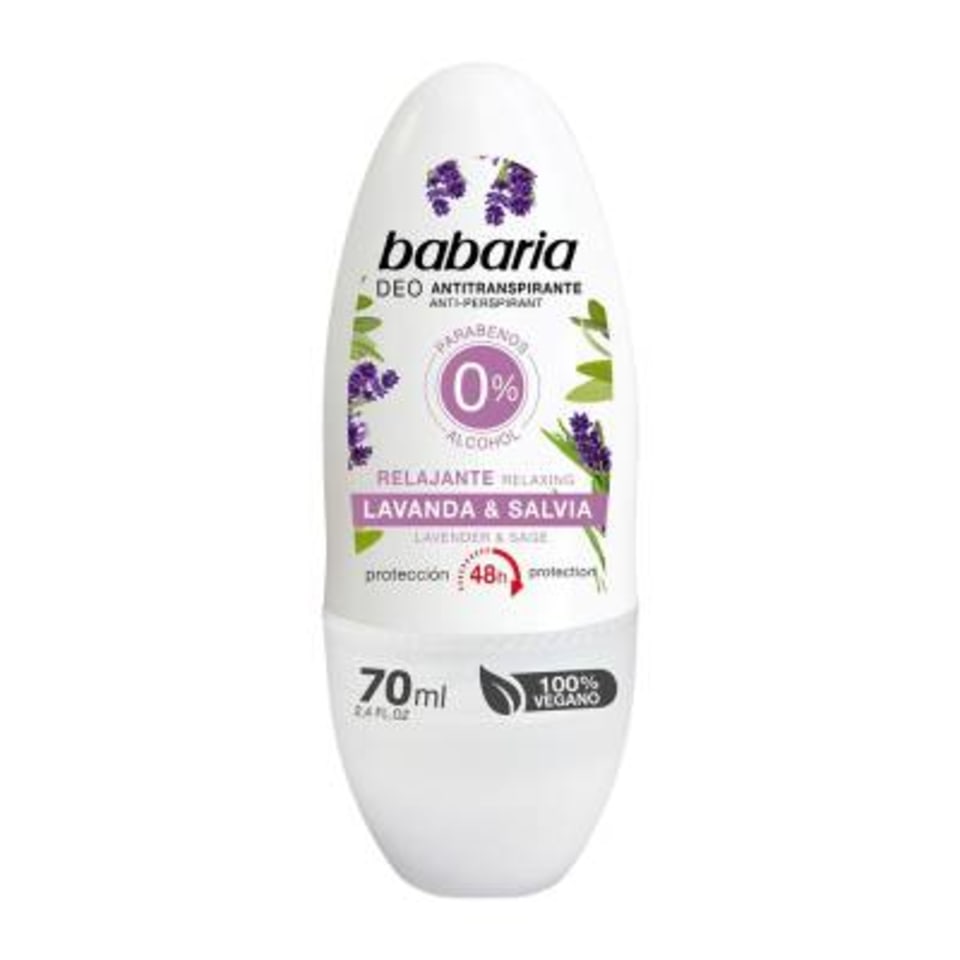 babaria
DEO ANTITRANSPIRANTE
ANTI-PERSPIRANT
PARABENOS
0%
ALCOHOL
RELAJANTE RELAXING
LAVANDA & SALVIA
LAVENDER & SAGE
protección 48h protection
70ml
2.4 FL.OZ
100%
VEGANO